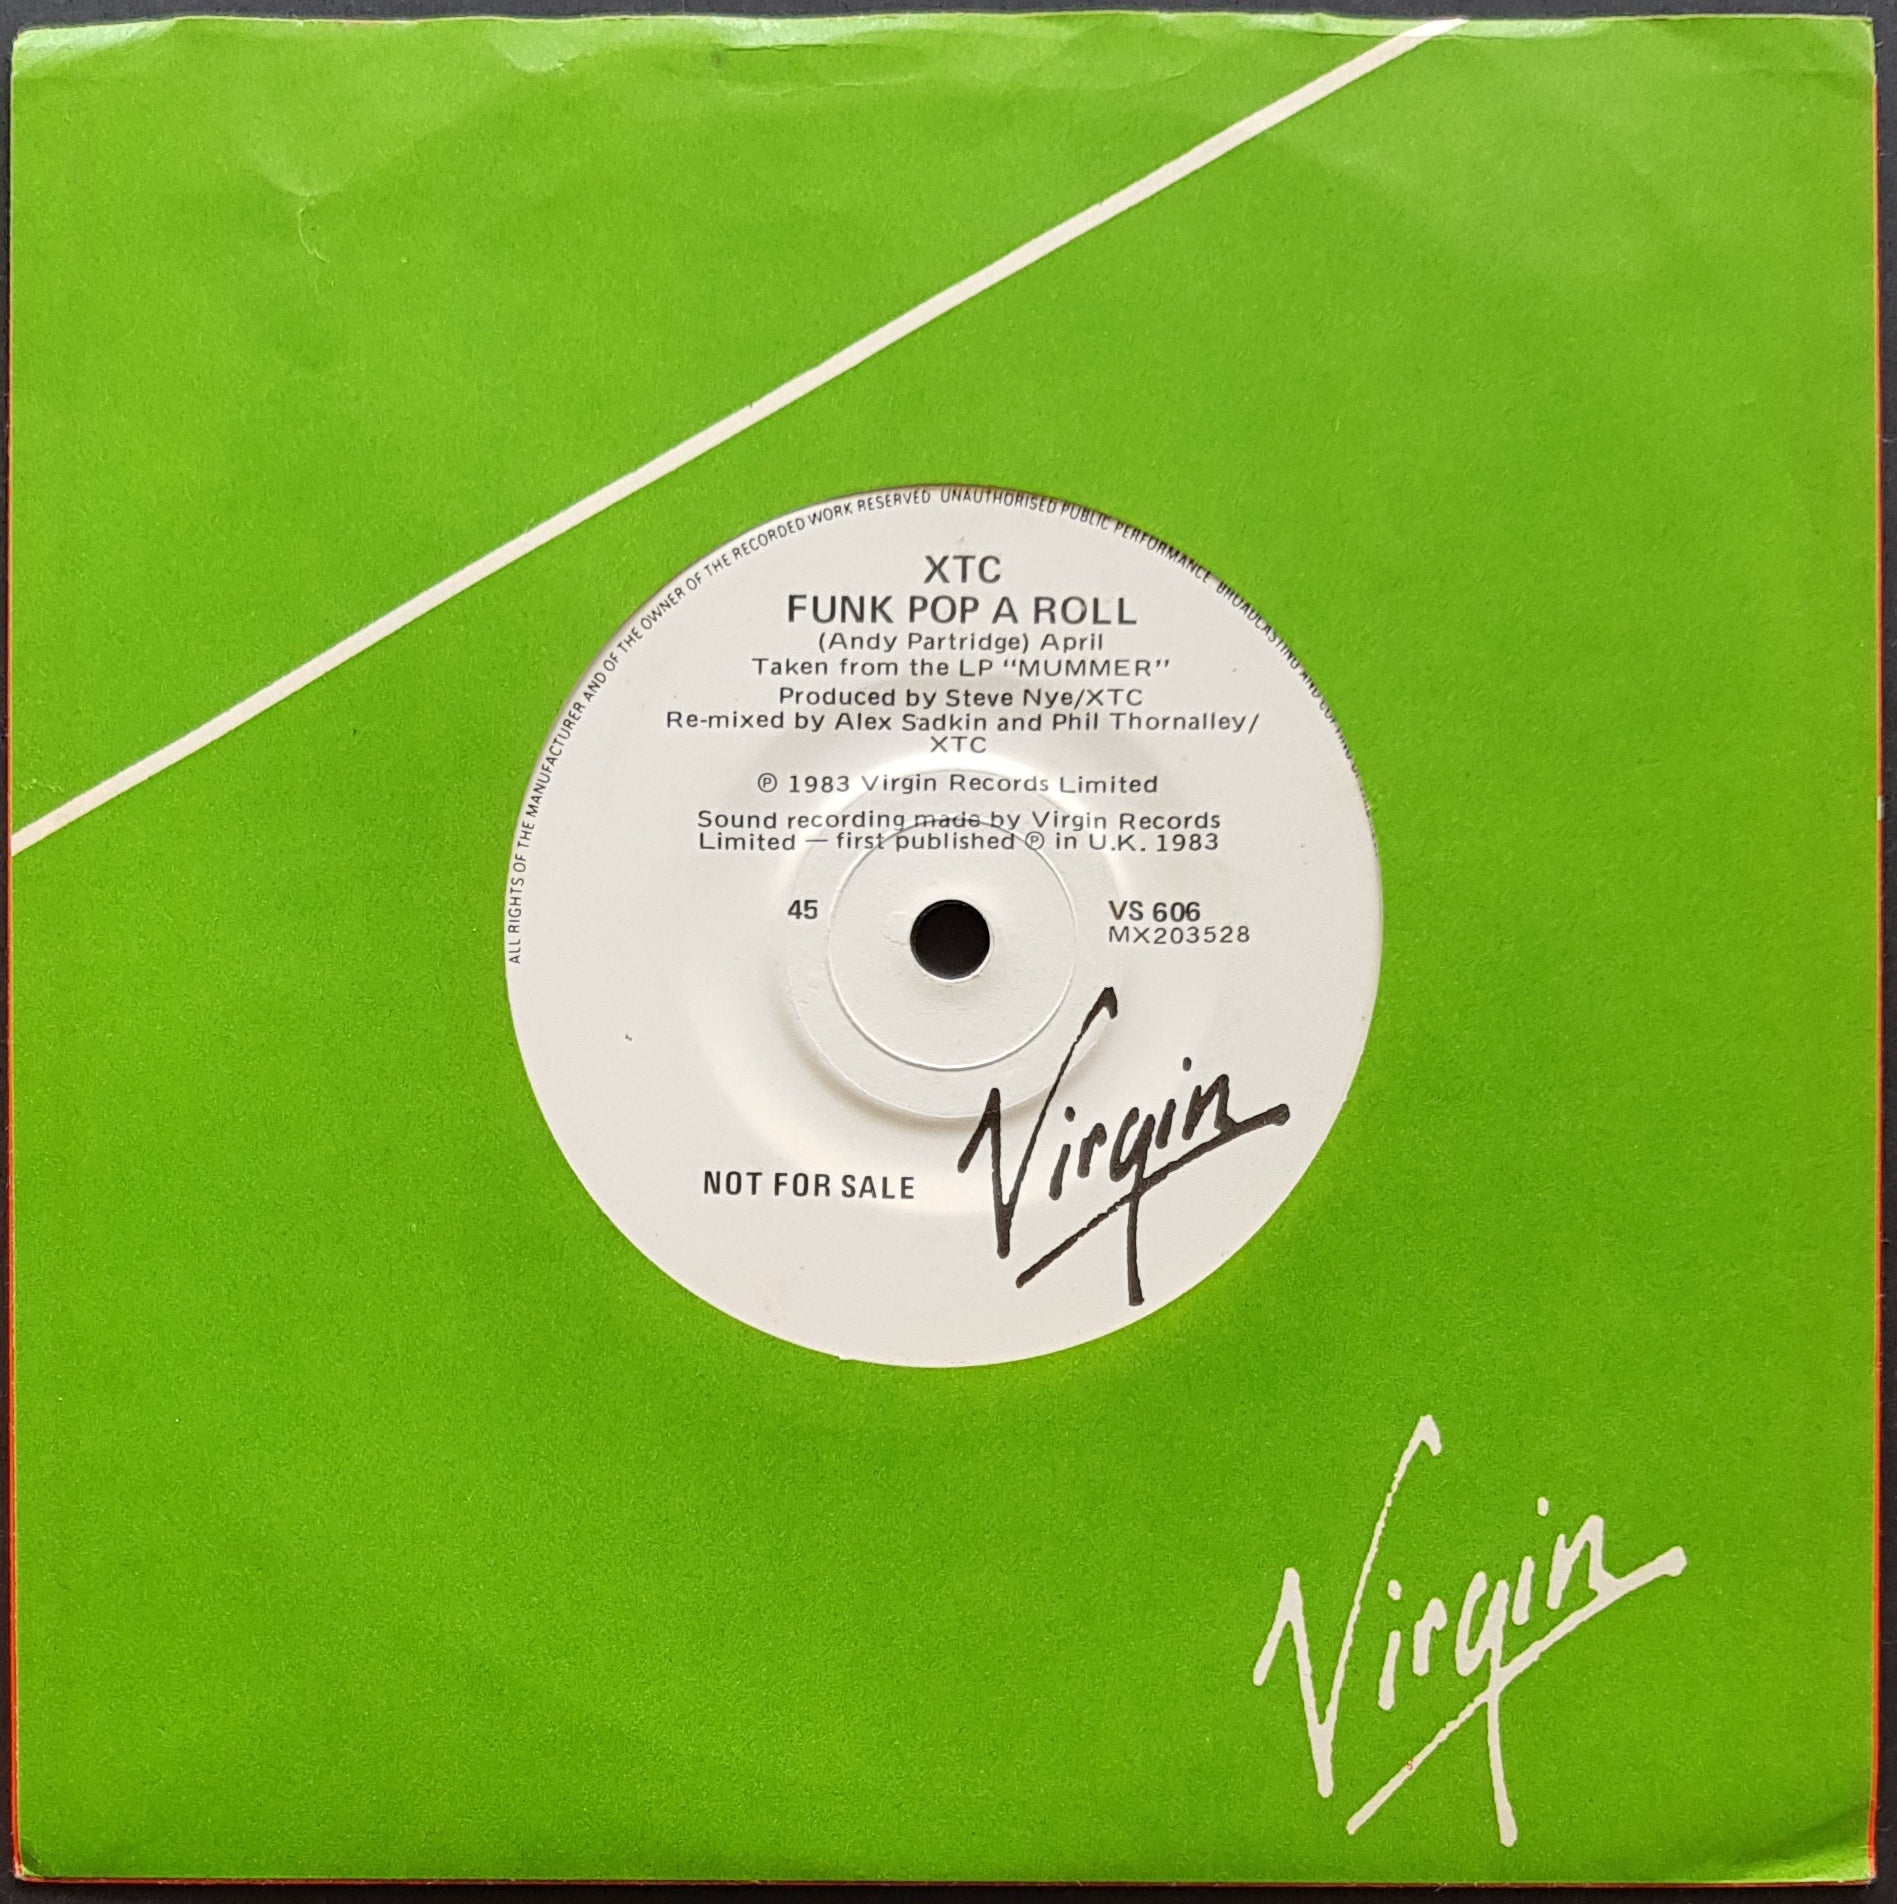 ALL RIGHTS OF THE MANUFACTURER AND OF THE OWNER OF THE RECORDED WORK RESERVED UNAUTHORISED PUBLIC PERFORMANCE BROADCASTING AND
XTC
FUNK POP A ROLL
(Andy Partridge) April
Taken from the LP "MUMMER"
Produced by Steve Nye/XTC
Re-mixed by Alex Sadkin and Phil Thornalley/
XTC
℗ 1983 Virgin Records Limited
Sound recording made by Virgin Records
Limited — first published ℗ in U.K. 1983
45
VS 606
MX203528
NOT FOR SALE
Virgin
Virgin